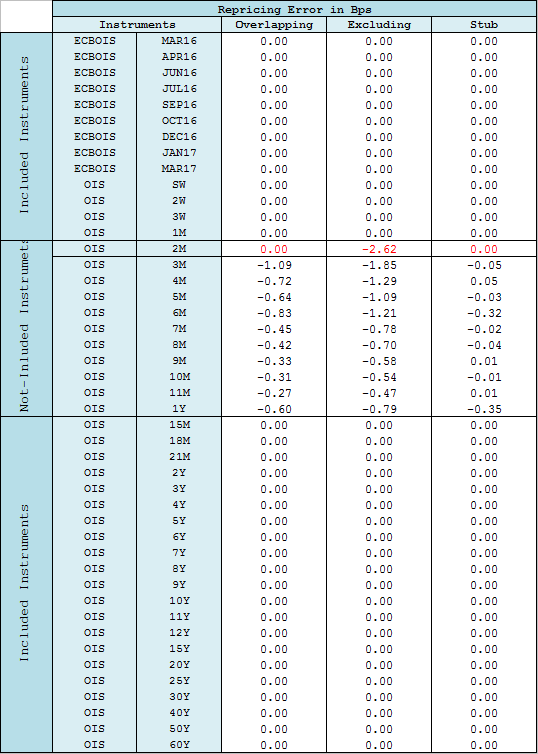 Repricing Error in Bps
Instruments Overlapping Excluding Stub
Included Instruments
ECBOIS MAR16 0.00 0.00 0.00
ECBOIS APR16 0.00 0.00 0.00
ECBOIS JUN16 0.00 0.00 0.00
ECBOIS JUL16 0.00 0.00 0.00
ECBOIS SEP16 0.00 0.00 0.00
ECBOIS OCT16 0.00 0.00 0.00
ECBOIS DEC16 0.00 0.00 0.00
ECBOIS JAN17 0.00 0.00 0.00
ECBOIS MAR17 0.00 0.00 0.00
OIS SW 0.00 0.00 0.00
OIS 2W 0.00 0.00 0.00
OIS 3W 0.00 0.00 0.00
OIS 1M 0.00 0.00 0.00
Not-Inluded Instrumets
OIS 2M 0.00 -2.62 0.00
OIS 3M -1.09 -1.85 -0.05
OIS 4M -0.72 -1.29 0.05
OIS 5M -0.64 -1.09 -0.03
OIS 6M -0.83 -1.21 -0.32
OIS 7M -0.45 -0.78 -0.02
OIS 8M -0.42 -0.70 -0.04
OIS 9M -0.33 -0.58 0.01
OIS 10M -0.31 -0.54 -0.01
OIS 11M -0.27 -0.47 0.01
OIS 1Y -0.60 -0.79 -0.35
Included Instruments
OIS 15M 0.00 0.00 0.00
OIS 18M 0.00 0.00 0.00
OIS 21M 0.00 0.00 0.00
OIS 2Y 0.00 0.00 0.00
OIS 3Y 0.00 0.00 0.00
OIS 4Y 0.00 0.00 0.00
OIS 5Y 0.00 0.00 0.00
OIS 6Y 0.00 0.00 0.00
OIS 7Y 0.00 0.00 0.00
OIS 8Y 0.00 0.00 0.00
OIS 9Y 0.00 0.00 0.00
OIS 10Y 0.00 0.00 0.00
OIS 11Y 0.00 0.00 0.00
OIS 12Y 0.00 0.00 0.00
OIS 15Y 0.00 0.00 0.00
OIS 20Y 0.00 0.00 0.00
OIS 25Y 0.00 0.00 0.00
OIS 30Y 0.00 0.00 0.00
OIS 40Y 0.00 0.00 0.00
OIS 50Y 0.00 0.00 0.00
OIS 60Y 0.00 0.00 0.00